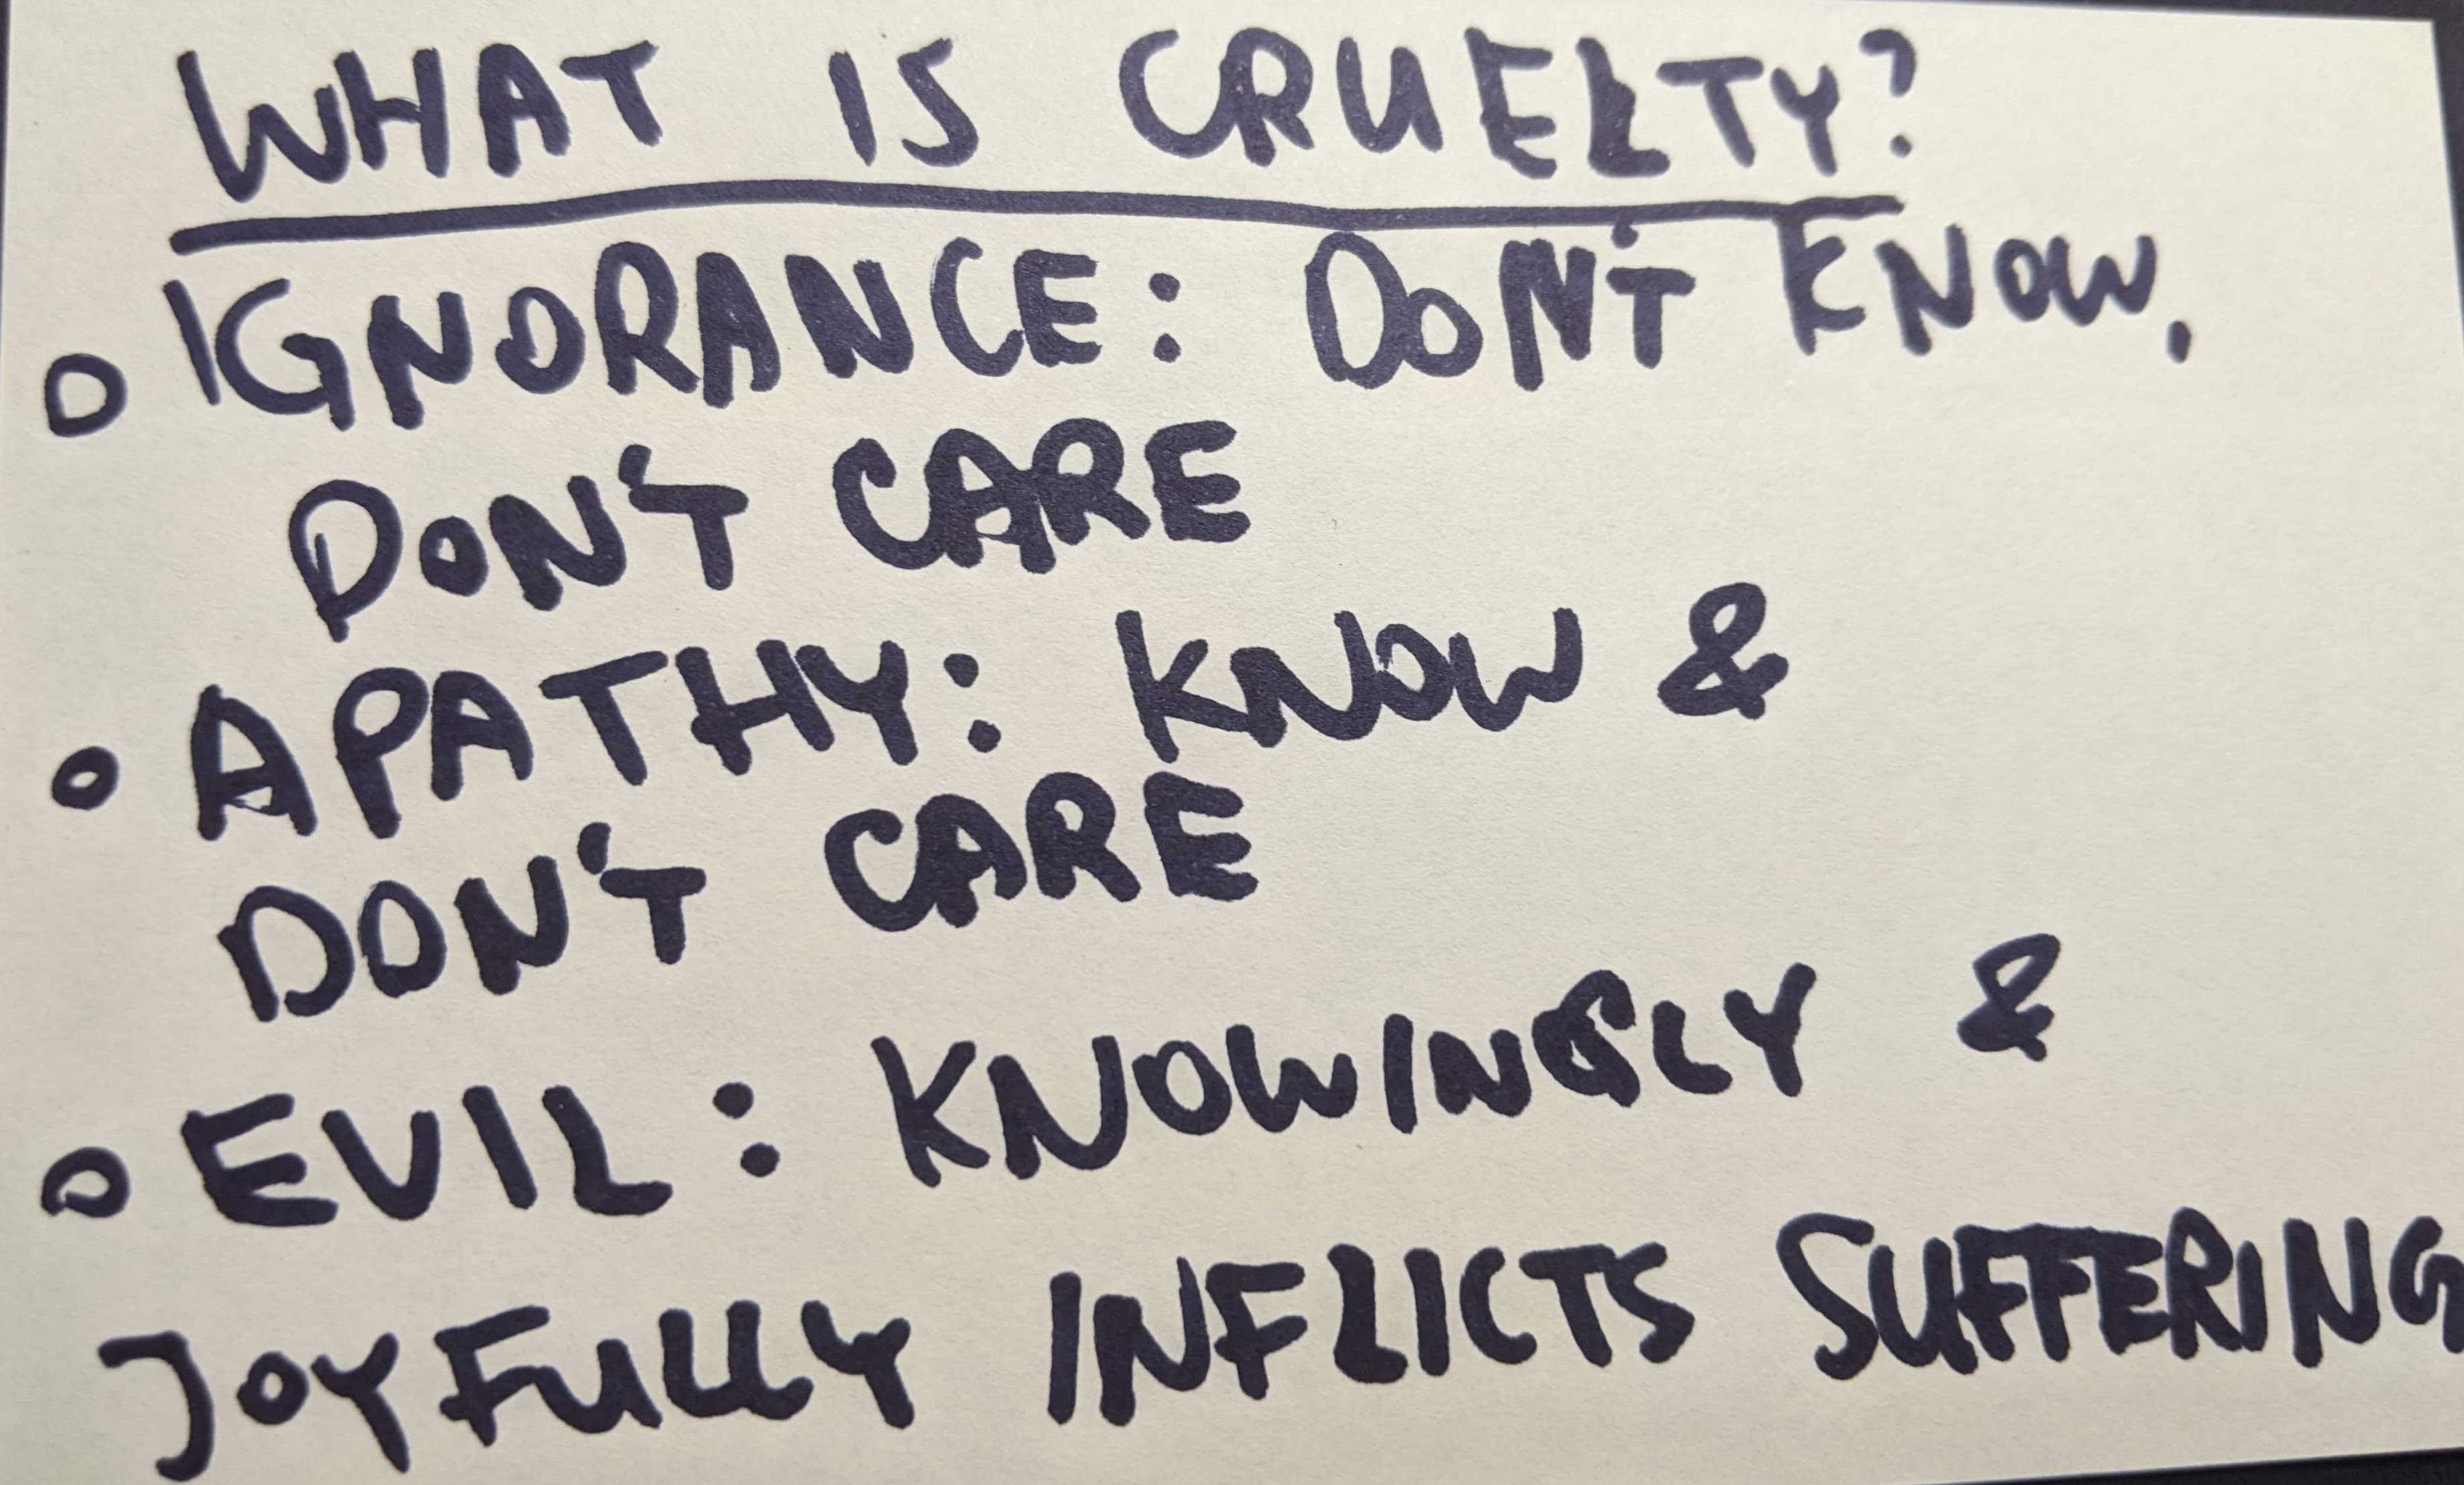 WHAT IS CRUELTY?
o IGNORANCE: DON'T KNOW.
DON'T CARE
o APATHY: KNOW &
DON'T CARE
o EVIL: KNOWINGLY &
JOYFULLY INFLICTS SUFFERING